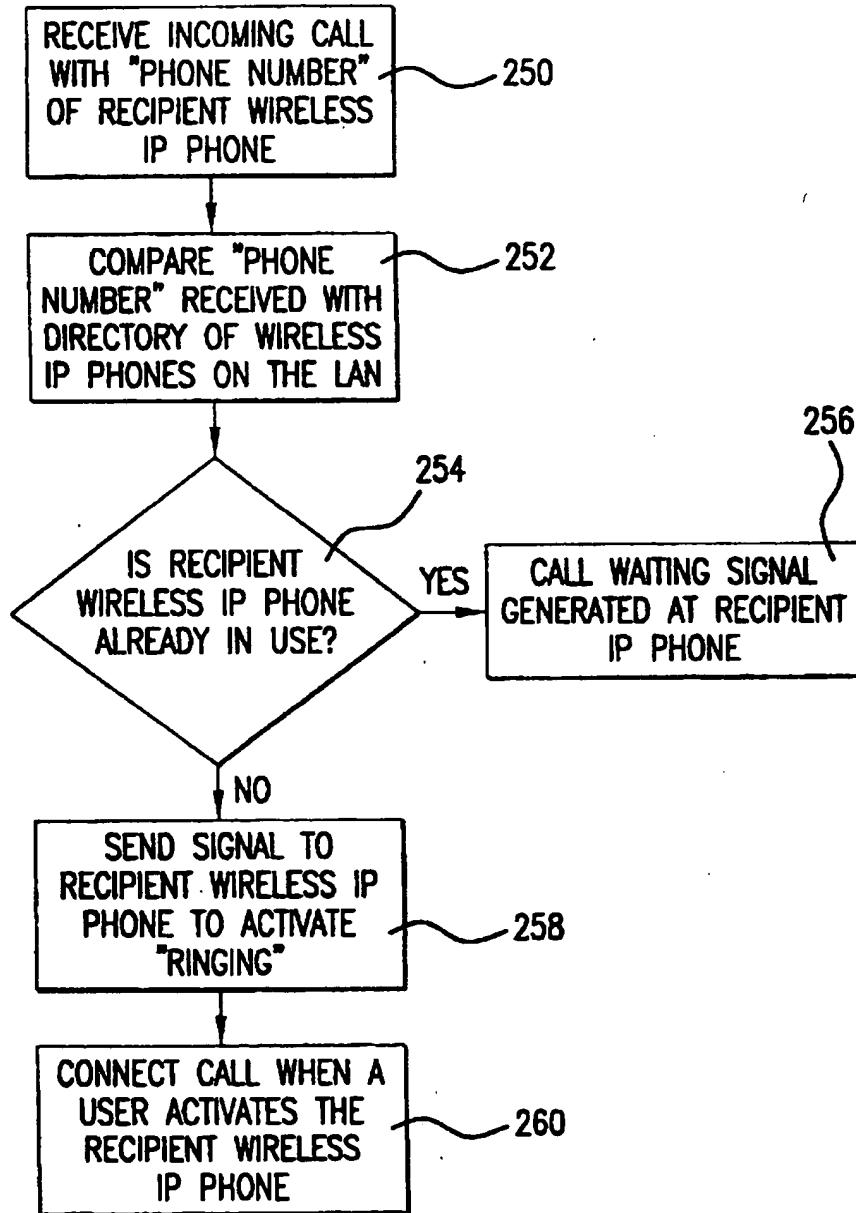 RECEIVE INCOMING CALL
WITH "PHONE NUMBER"
OF RECIPIENT WIRELESS
IP PHONE
250
COMPARE "PHONE
NUMBER" RECEIVED WITH
DIRECTORY OF WIRELESS
IP PHONES ON THE LAN
252
IS RECIPIENT
WIRELESS IP PHONE
ALREADY IN USE?
254
YES
CALL WAITING SIGNAL
GENERATED AT RECIPIENT
IP PHONE
256
NO
SEND SIGNAL TO
RECIPIENT WIRELESS IP
PHONE TO ACTIVATE
"RINGING"
258
CONNECT CALL WHEN A
USER ACTIVATES THE
RECIPIENT WIRELESS
IP PHONE
260